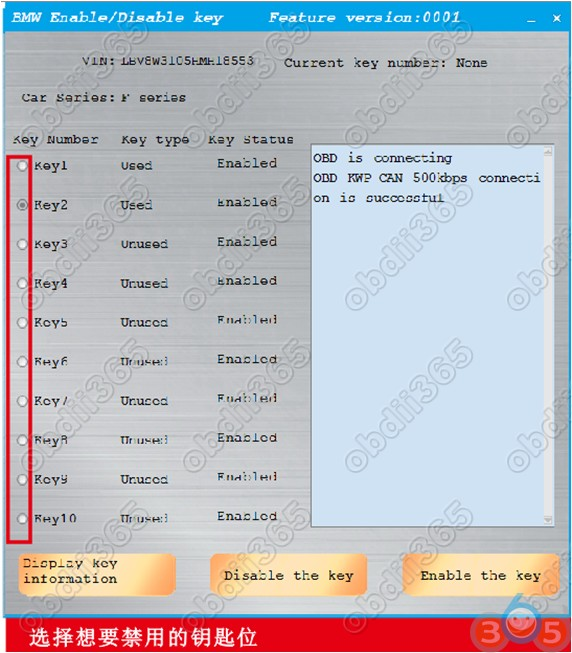 BMW Enable/Disable key Feature version:0001
VIN: Current key number: None
Car Series: F series
Key Number Key type Key Status
Key1 Used Enabled
Key2 Used Enabled
Key3 Unused Enabled
Key4 Unused Enabled
Key5 Unused Enabled
Key6 Unused Enabled
Key7 Unused Enabled
Key8 Unused Enabled
Key9 Unused Enabled
Key10 Unused Enabled
OBD is connecting
OBD KWP CAN 500kbps connecti
on is successful
Display key
information
Disable the key
Enable the key
选择想要禁用的钥匙位
365
obdii365